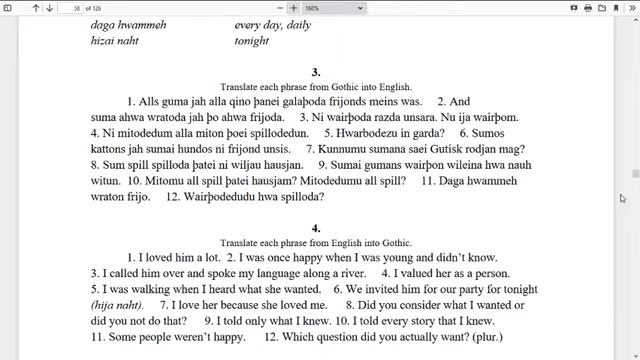 38 of 126
160%
daga hwammeh every day, daily
hizai naht tonight
3.
Translate each phrase from Gothic into English.
1. Alls guma jah alla qino þanei galaþoda frijonds meins was. 2. And
suma ahwa wratoda jah þo ahwa frijoda. 3. Ni wairþoda razda unsara. Nu ija wairþom.
4. Ni mitodedum alla miton þoei spillodedun. 5. Hwarbodezu in garda? 6. Sumos
kattons jah sumai hundos ni frijond unsis. 7. Kunnumu sumana saei Gutisk rodjan mag?
8. Sum spill spilloda þatei ni wiljau hausjan. 9. Sumai gumans wairþon wileina hwa nauh
witun. 10. Mitomu all spill þatei hausjam? Mitodedumu all spill? 11. Daga hwammeh
wraton frijo. 12. Wairþodedudu hwa spilloda?
4.
Translate each phrase from English into Gothic.
1. I loved him a lot. 2. I was once happy when I was young and didn't know.
3. I called him over and spoke my language along a river. 4. I valued her as a person.
5. I was walking when I heard what she wanted. 6. We invited him for our party for tonight
(hija naht). 7. I love her because she loved me. 8. Did you consider what I wanted or
did you not do that? 9. I told only what I knew. 10. I told every story that I knew.
11. Some people weren't happy. 12. Which question did you actually want? (plur.)